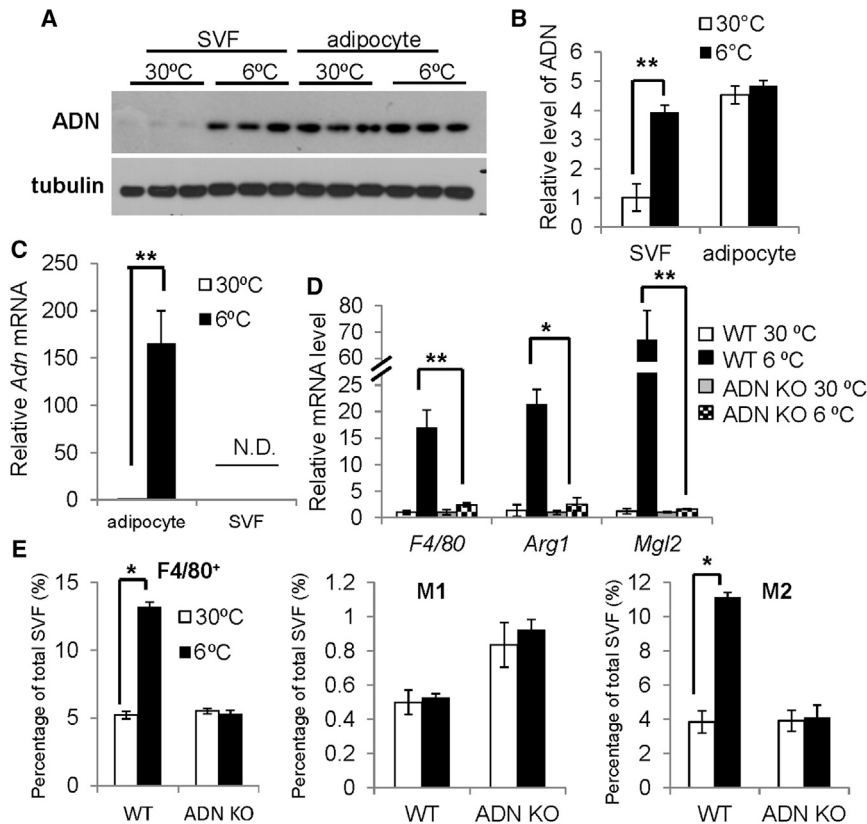 A
SVF adipocyte
30ºC 6ºC 30ºC 6ºC
ADN
tubulin
B
30°C
6°C
Relative level of ADN
6
5
4
3
2
1
0
**
SVF adipocyte
C
Relative Adn mRNA
250
200
150
100
50
0
**
30ºC
6ºC
N.D.
adipocyte SVF
D
Relative mRNA level
80
70
60
25
20
15
10
5
0
**
*
**
WT 30 ºC
WT 6 ºC
ADN KO 30 ºC
ADN KO 6 ºC
F4/80 Arg1 Mgl2
E
Percentage of total SVF (%)
15
10
5
0
F4/80+
*
30ºC
6ºC
WT ADN KO
Percentage of total SVF (%)
1.2
1
0.8
0.6
0.4
0.2
0
M1
WT ADN KO
Percentage of total SVF (%)
12
10
8
6
4
2
0
M2
*
WT ADN KO